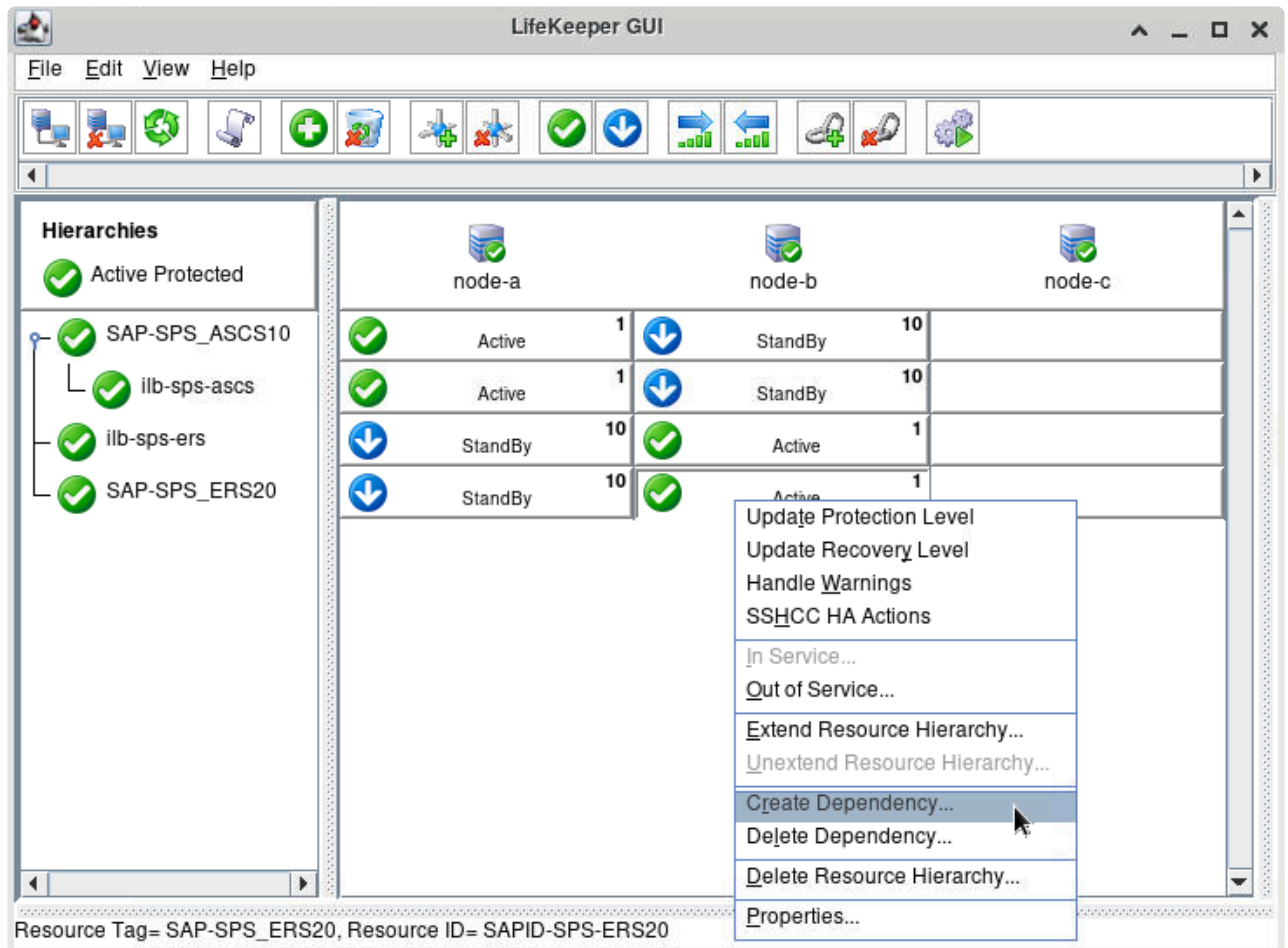 LifeKeeper GUI
File Edit View Help
Hierarchies
Active Protected
node-a node-b node-c
SAP-SPS_ASCS10 Active 1 StandBy 10
ilb-sps-ascs Active 1 StandBy 10
ilb-sps-ers StandBy 10 Active 1
SAP-SPS_ERS20 StandBy 10 Active 1
Update Protection Level
Update Recovery Level
Handle Warnings
SSHCC HA Actions
In Service...
Out of Service...
Extend Resource Hierarchy...
Unextend Resource Hierarchy...
Create Dependency...
Delete Dependency...
Delete Resource Hierarchy...
Properties...
Resource Tag= SAP-SPS_ERS20, Resource ID= SAPID-SPS-ERS20